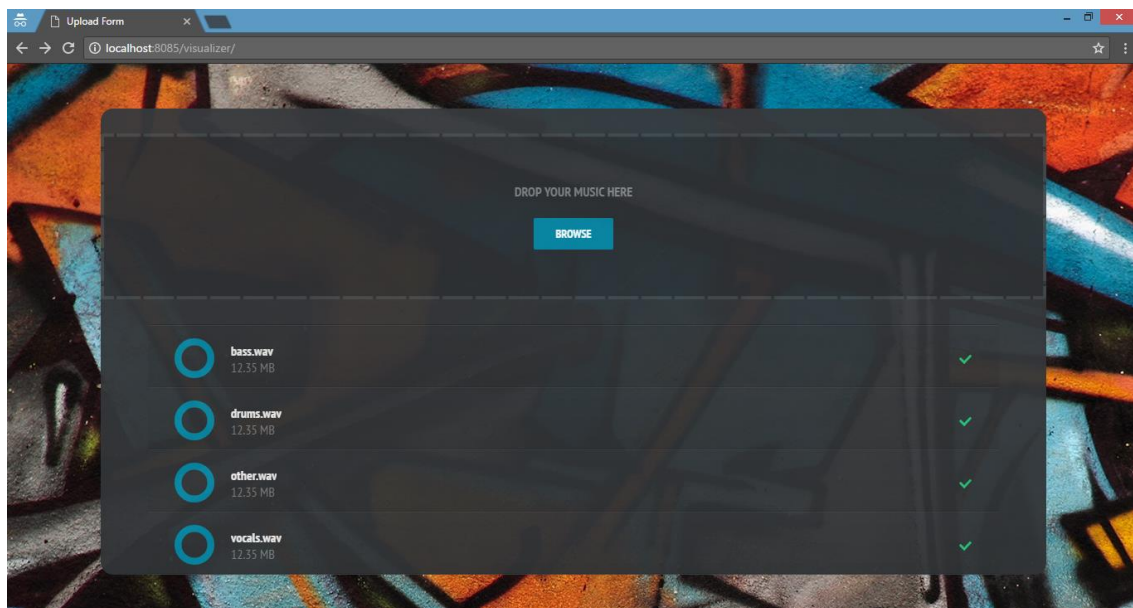 Upload Form
localhost:8085/visualizer/
DROP YOUR MUSIC HERE
BROWSE
bass.wav
12.35 MB
drums.wav
12.35 MB
other.wav
12.35 MB
vocals.wav
12.35 MB